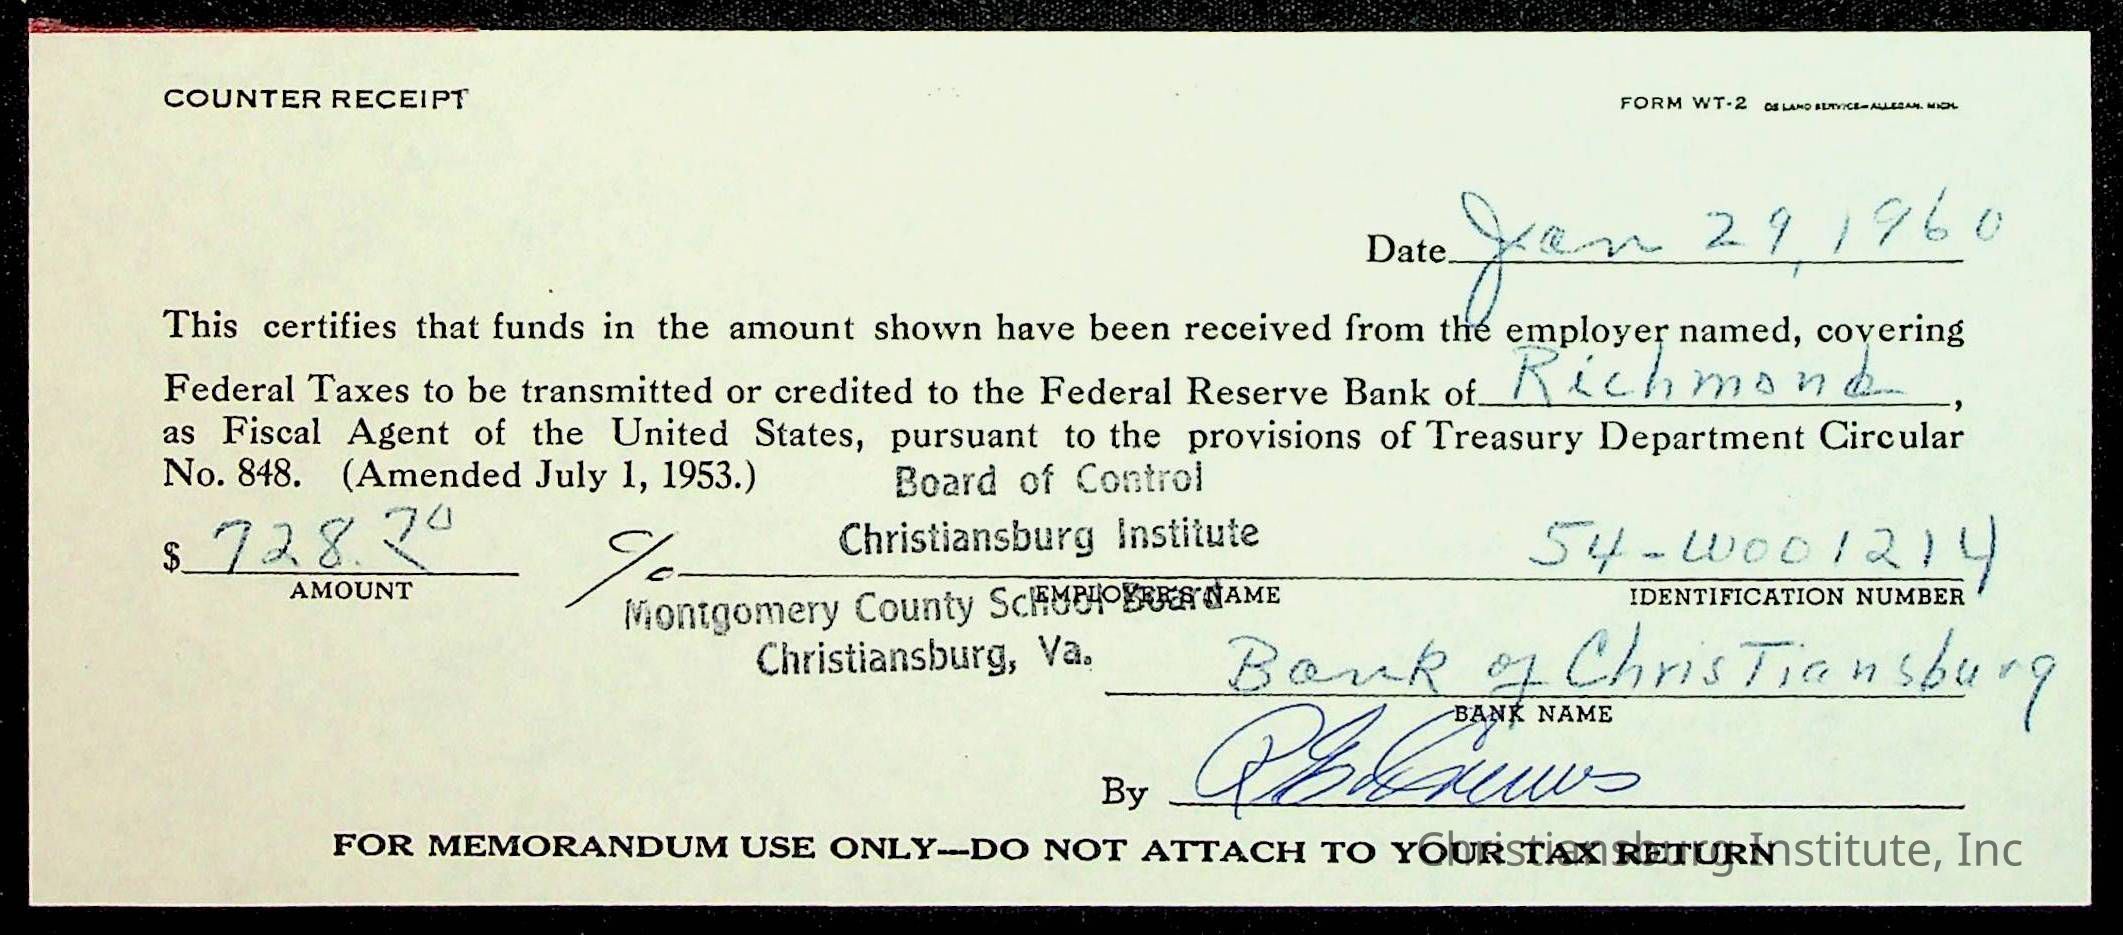 COUNTER RECEIPT
FORM WT-2
Date Jan 29, 1960
This certifies that funds in the amount shown have been received from the employer named, covering
Federal Taxes to be transmitted or credited to the Federal Reserve Bank of Richmond,
as Fiscal Agent of the United States, pursuant to the provisions of Treasury Department Circular
No. 848. (Amended July 1, 1953.)
Board of Control
Christiansburg Institute
$ 728.70
c/o
54-W001214
AMOUNT
EMPLOYER'S NAME
IDENTIFICATION NUMBER
Montgomery County School Board
Christiansburg, Va.
Bank of Christiansburg
BANK NAME
By
FOR MEMORANDUM USE ONLY—DO NOT ATTACH TO YOUR TAX RETURN
Christiansburg Institute, Inc